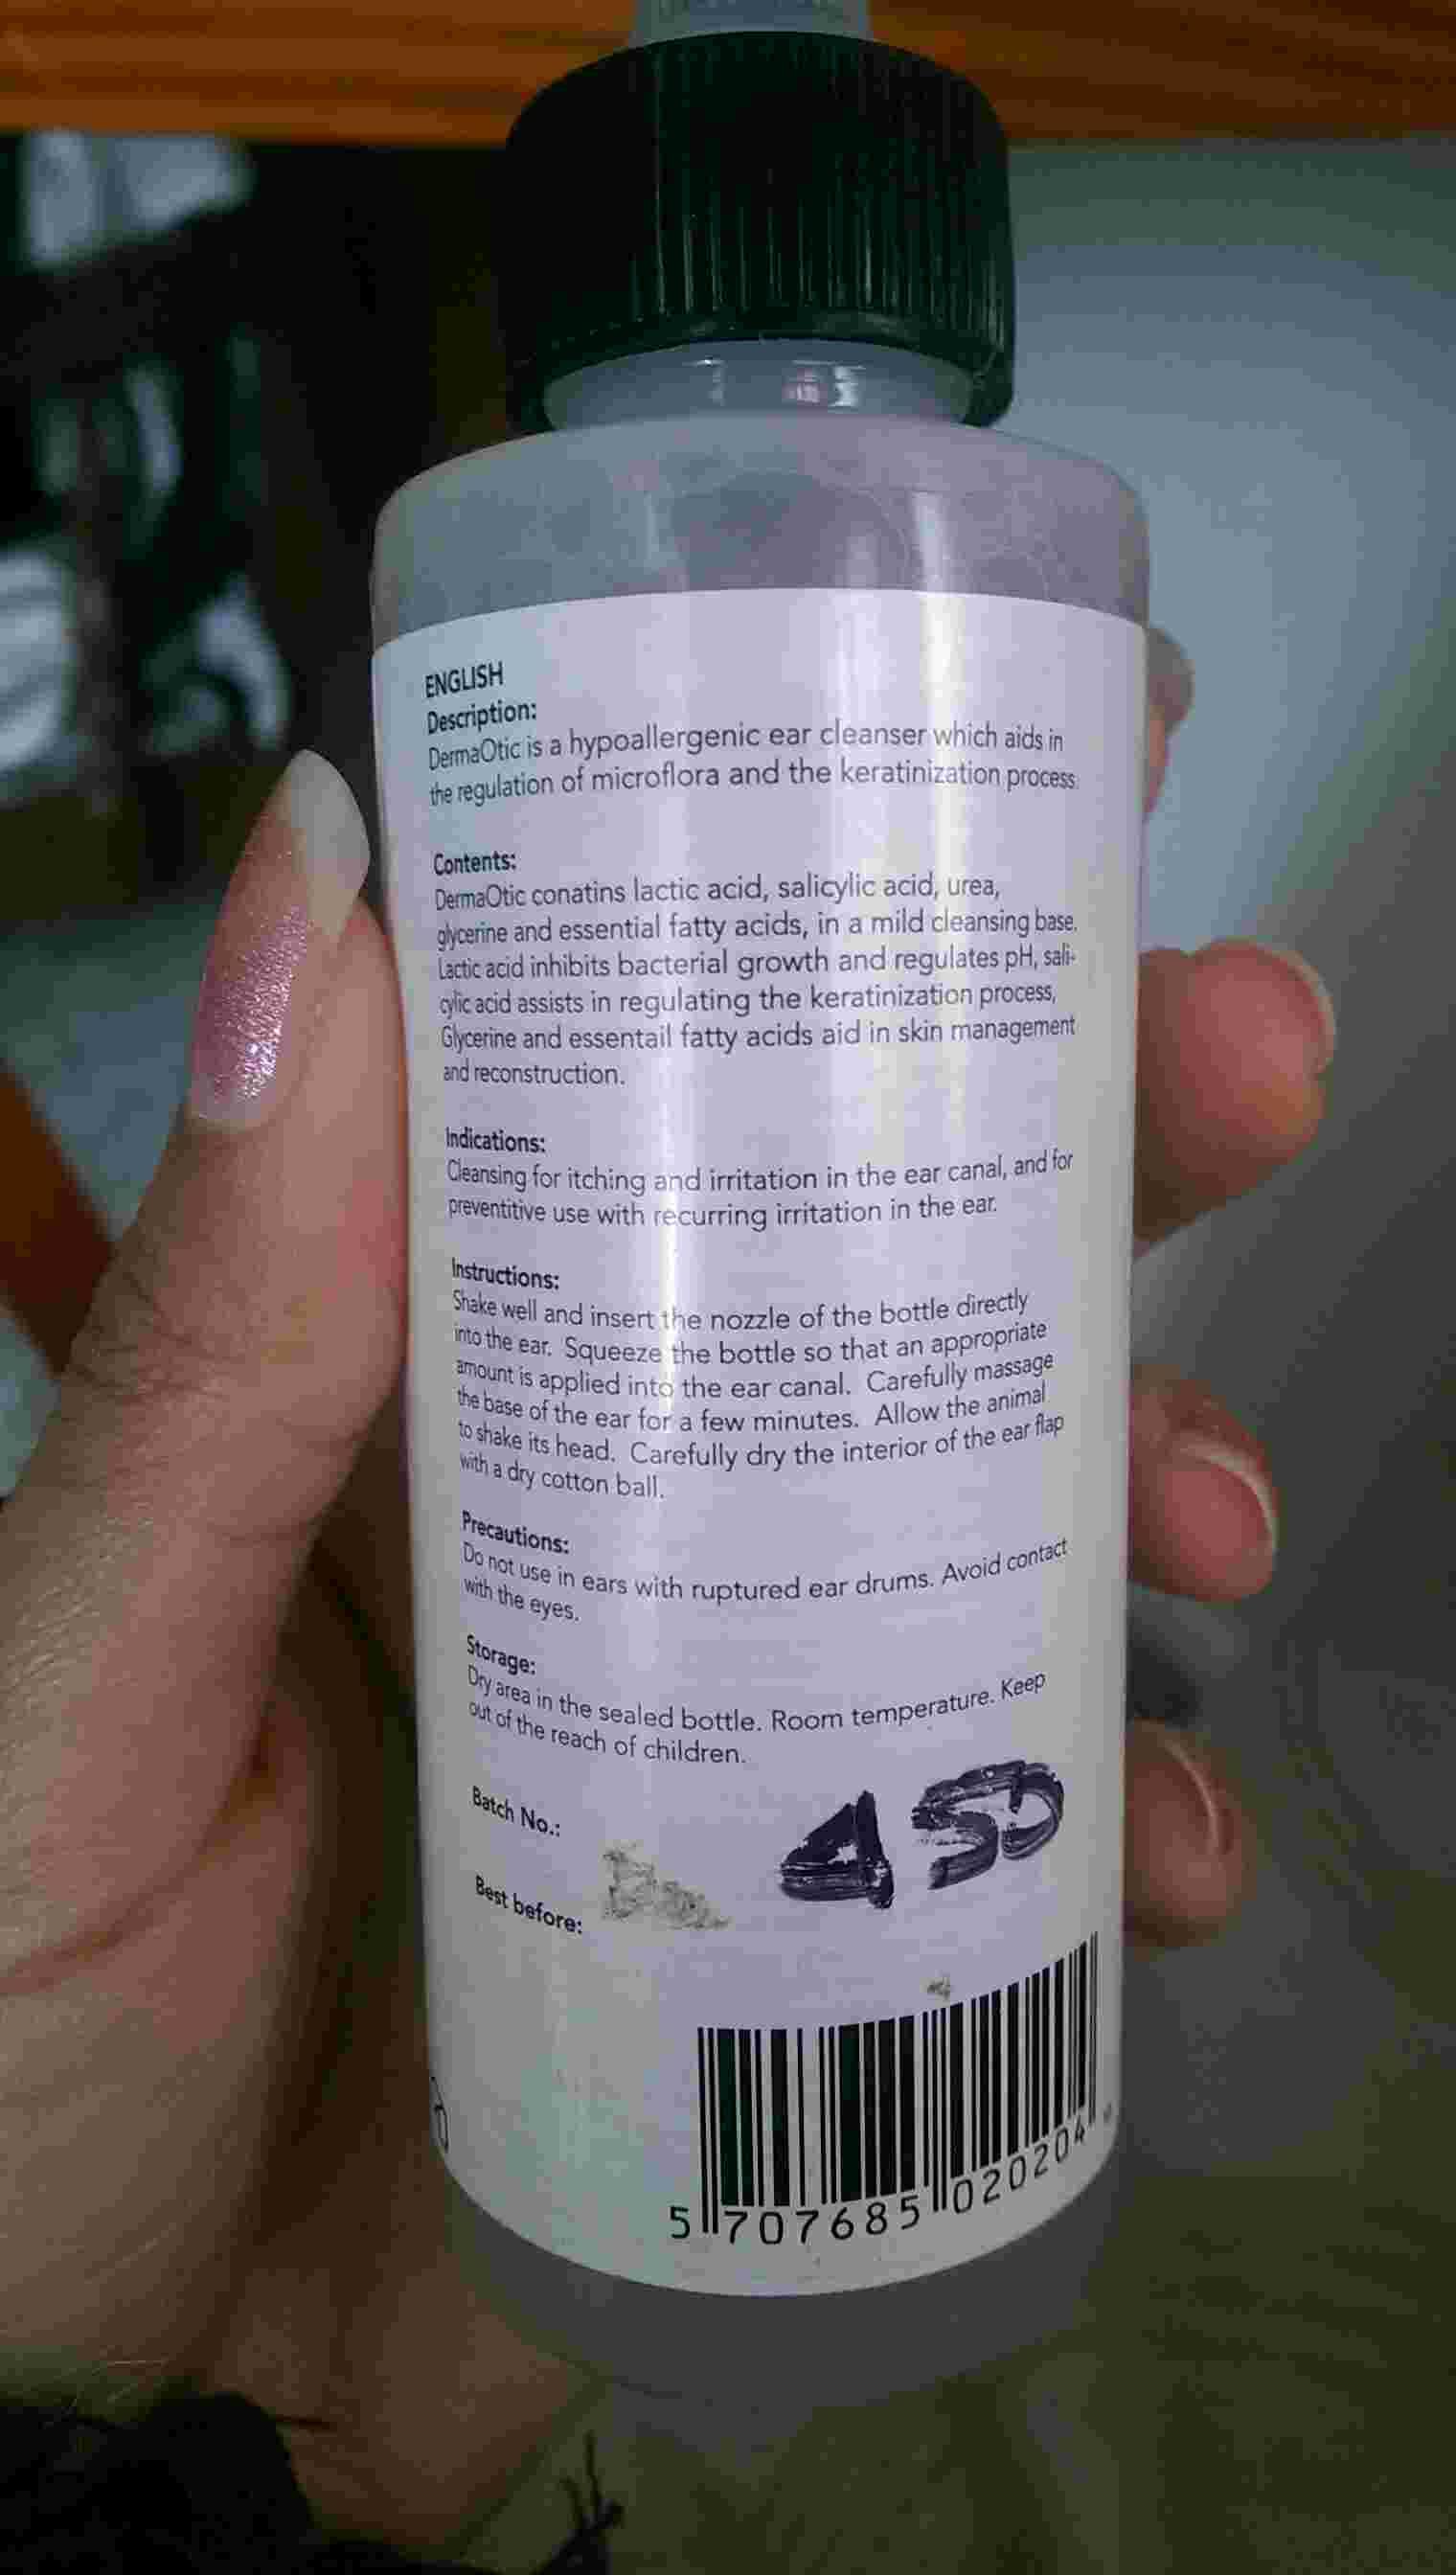 ENGLISH
Description:
DermaOtic is a hypoallergenic ear cleanser which aids in
the regulation of microflora and the keratinization process.
Contents:
DermaOtic conatins lactic acid, salicylic acid, urea,
glycerine and essential fatty acids, in a mild cleansing base.
Lactic acid inhibits bacterial growth and regulates pH, sali-
cylic acid assists in regulating the keratinization process,
Glycerine and essentail fatty acids aid in skin management
and reconstruction.
Indications:
Cleansing for itching and irritation in the ear canal, and for
preventitive use with recurring irritation in the ear.
Instructions:
Shake well and insert the nozzle of the bottle directly
into the ear. Squeeze the bottle so that an appropriate
amount is applied into the ear canal. Carefully massage
the base of the ear for a few minutes. Allow the animal
to shake its head. Carefully dry the interior of the ear flap
with a dry cotton ball.
Precautions:
Do not use in ears with ruptured ear drums. Avoid contact
with the eyes.
Storage:
Dry area in the sealed bottle. Room temperature. Keep
out of the reach of children.
Batch No.:
Best before:
5 707685 020204